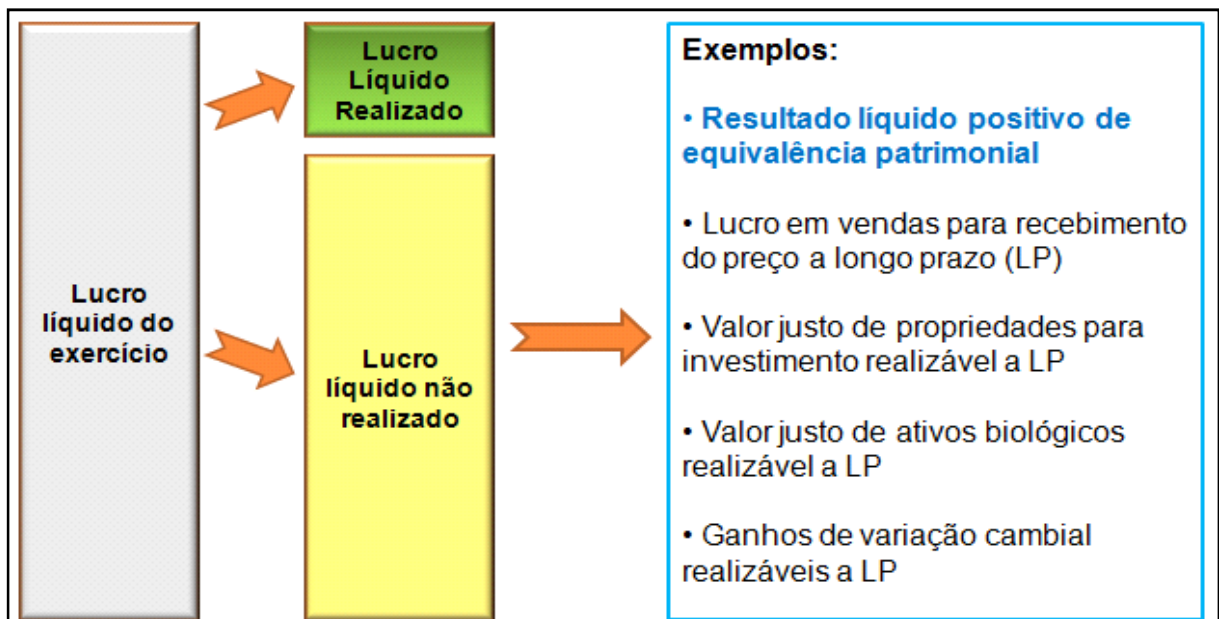 Lucro
líquido do
exercício
Lucro
Líquido
Realizado
Lucro
líquido não
realizado
Exemplos:
• Resultado líquido positivo de
equivalência patrimonial
• Lucro em vendas para recebimento
do preço a longo prazo (LP)
• Valor justo de propriedades para
investimento realizável a LP
• Valor justo de ativos biológicos
realizável a LP
• Ganhos de variação cambial
realizáveis a LP